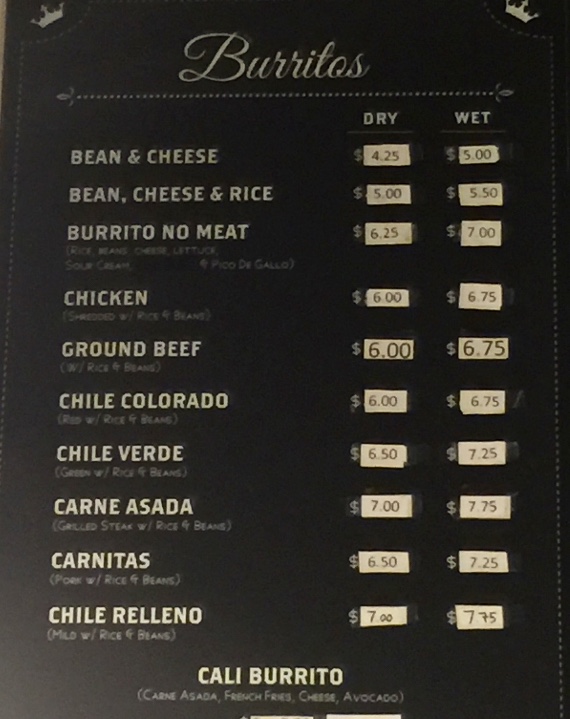 Burritos
DRY WET
BEAN & CHEESE $ 4.25 $ 5.00
BEAN, CHEESE & RICE $ 5.00 $ 5.50
BURRITO NO MEAT $ 6.25 $ 7.00
(RICE, BEANS, CHEESE, LETTUCE,
SOUR CREAM, & PICO DE GALLO)
CHICKEN $ 6.00 $ 6.75
(SHREDDED W/ RICE & BEANS)
GROUND BEEF $ 6.00 $ 6.75
(W/ RICE & BEANS)
CHILE COLORADO $ 6.00 $ 6.75
(RED W/ RICE & BEANS)
CHILE VERDE $ 6.50 $ 7.25
(GREEN W/ RICE & BEANS)
CARNE ASADA $ 7.00 $ 7.75
(GRILLED STEAK W/ RICE & BEANS)
CARNITAS $ 6.50 $ 7.25
(PORK W/ RICE & BEANS)
CHILE RELLENO $ 7.00 $ 7.75
(MILD W/ RICE & BEANS)
CALI BURRITO
(CARNE ASADA, FRENCH FRIES, CHEESE, AVOCADO)